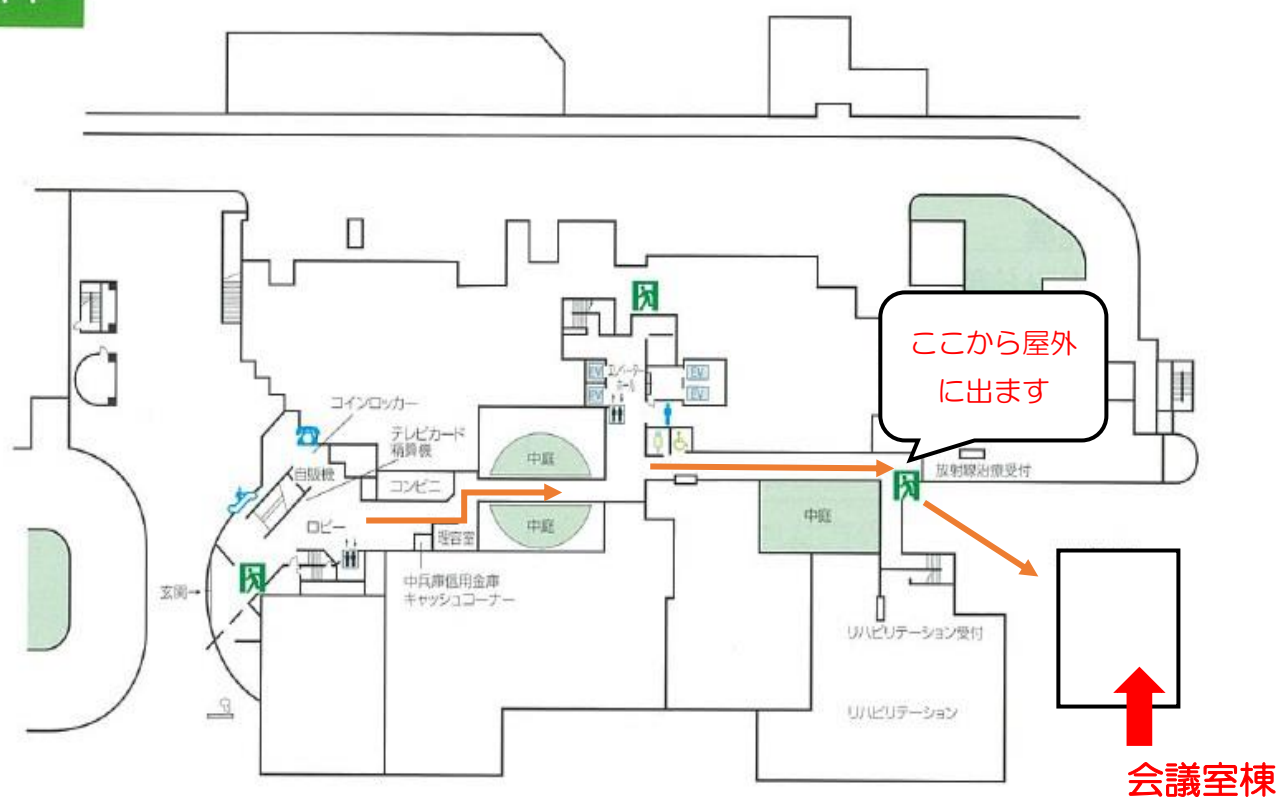 ここから屋外
に出ます
EV
EV
エレベーター
ホール
EV
EV
コインロッカー
テレビカード
精算機
自販機
コンビニ
中庭
放射線治療受付
ロビー
理容室
中庭
中庭
玄関→
中兵庫信用金庫
キャッシュコーナー
リハビリテーション受付
リハビリテーション
会議室棟